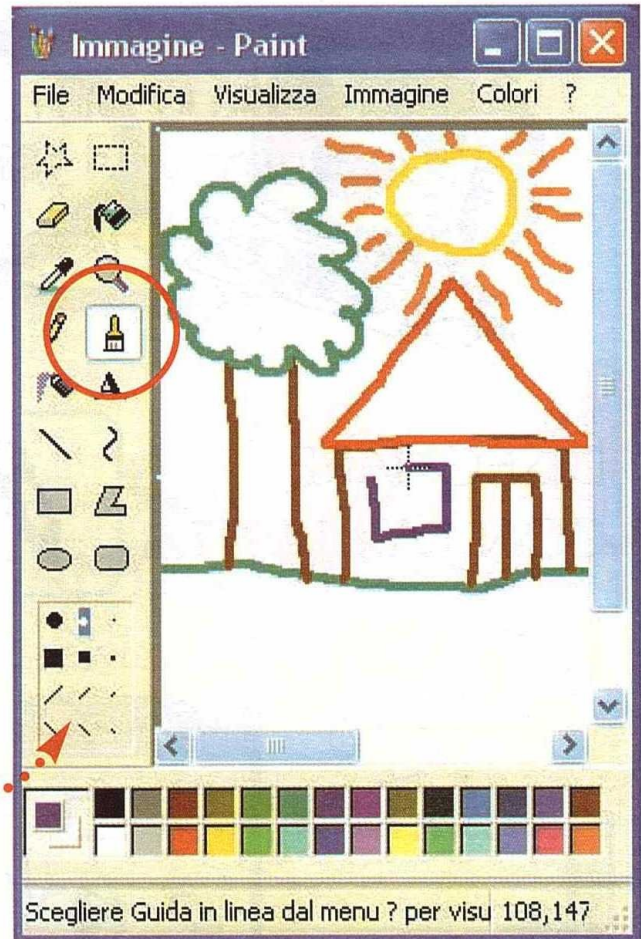 Immagine - Paint
File Modifica Visualizza Immagine Colori ?
A
Scegliere Guida in linea dal menu ? per visu 108,147